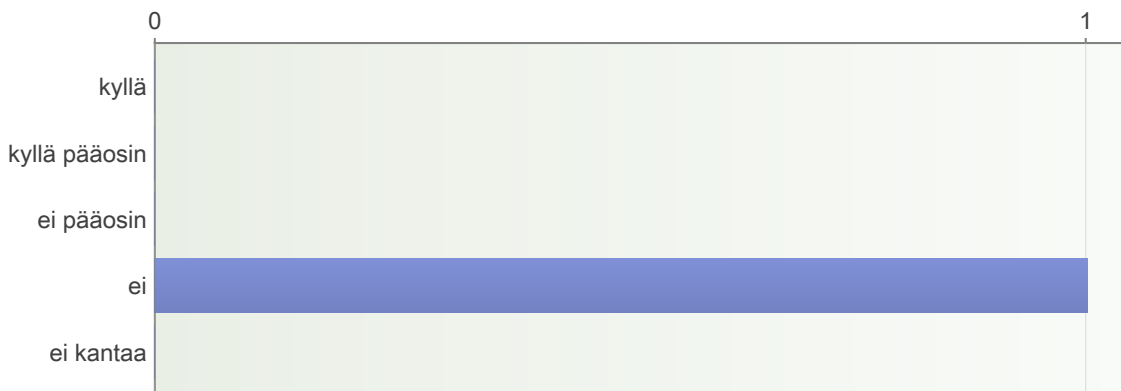 0 1
kyllä
kyllä pääosin
ei pääosin
ei
ei kantaa